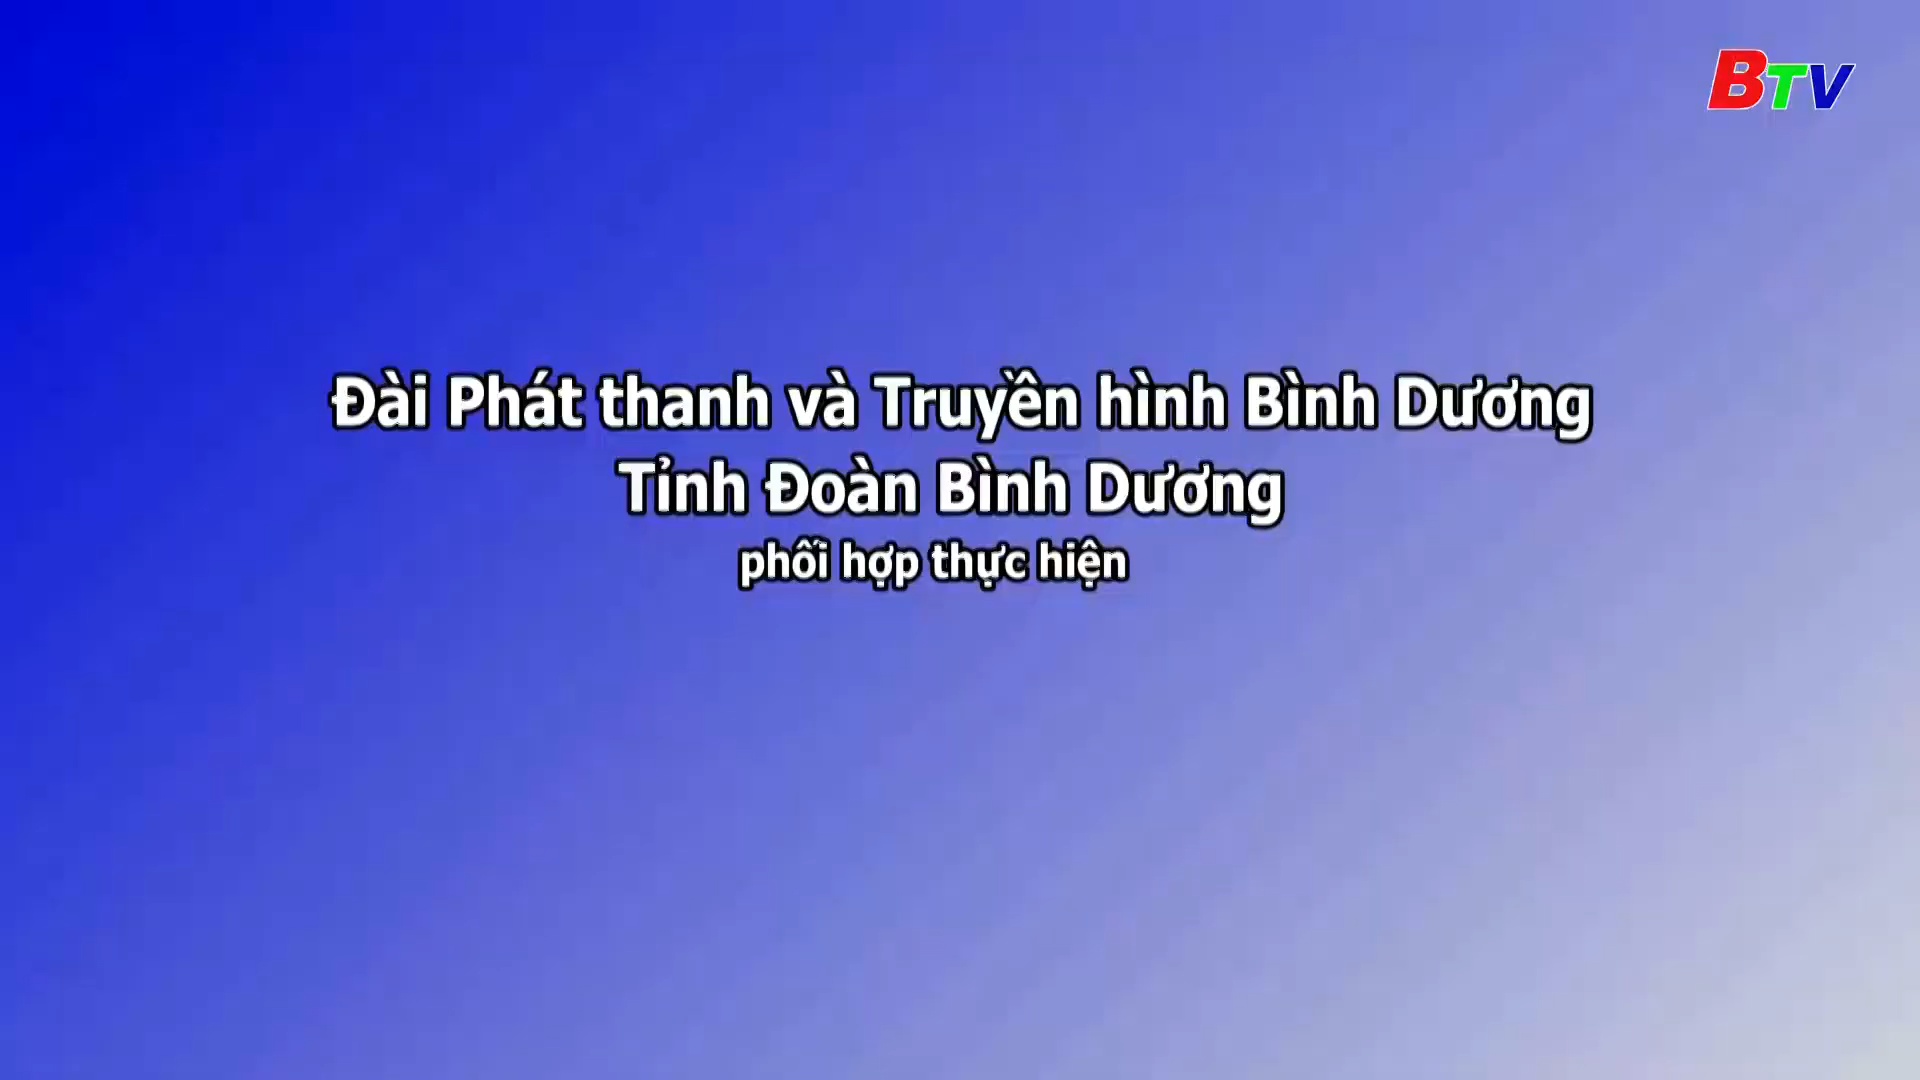 BTV
Đài Phát thanh và Truyền hình Bình Dương
Tỉnh Đoàn Bình Dương
phối hợp thực hiện